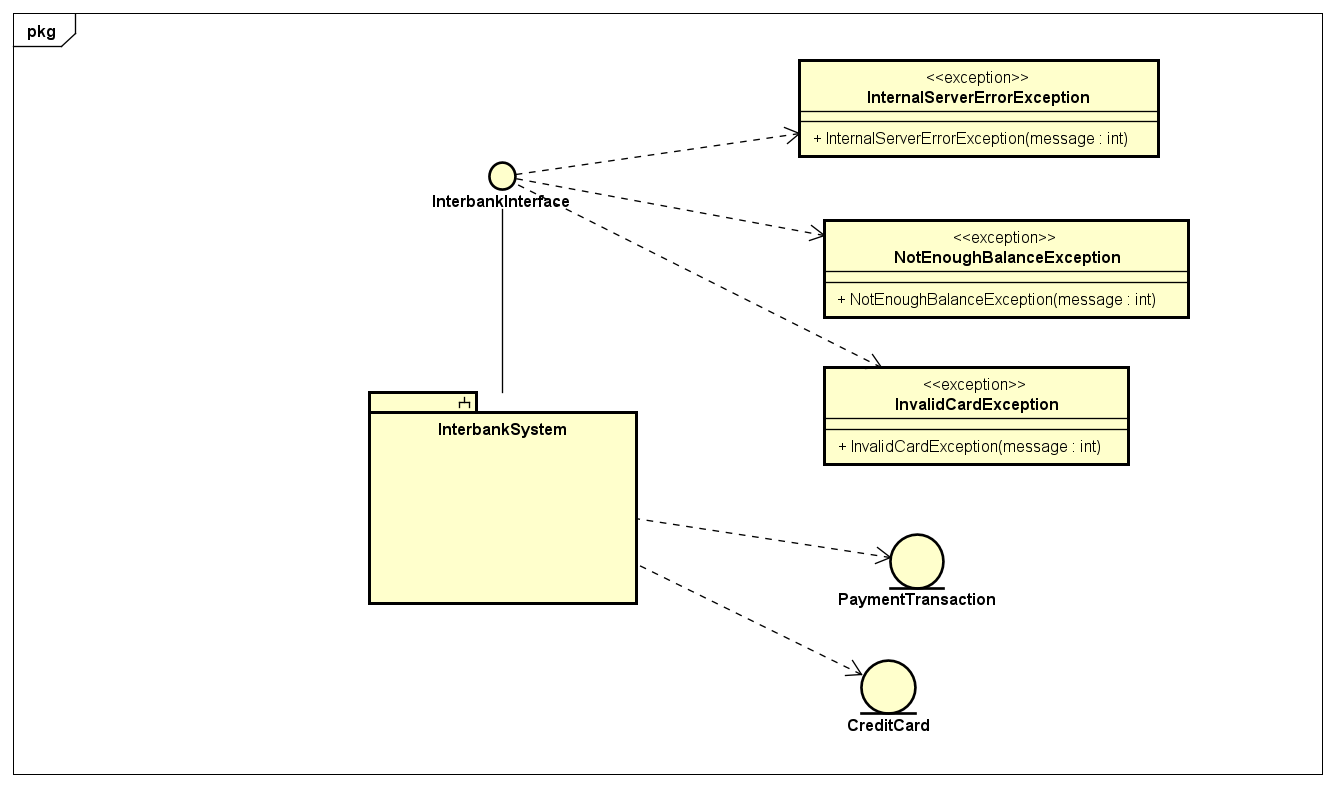 pkg
<<exception>>
InternalServerErrorException
+ InternalServerErrorException(message : int)
InterbankInterface
<<exception>>
NotEnoughBalanceException
+ NotEnoughBalanceException(message : int)
<<exception>>
InvalidCardException
+ InvalidCardException(message : int)
InterbankSystem
PaymentTransaction
CreditCard